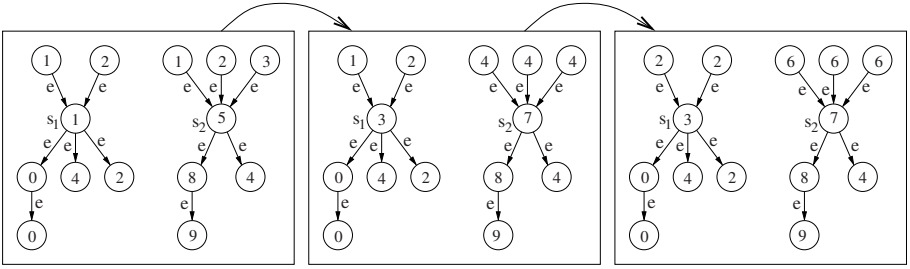 1 2 1 2 3 1 2 4 4 4 2 2 6 6 6
e e e e e e e e e e e e e e e
s1 1 s2 5 s1 3 s2 7 s1 3 s2 7
e e e e e e e e e e e e e e e
0 4 2 8 4 0 4 2 8 4 0 4 2 8 4
e e e e e e
0 9 0 9 0 9